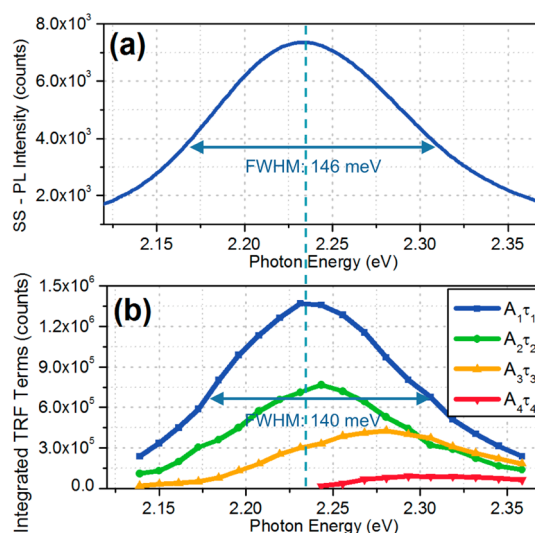 (a)
8.0x10³
6.0x10³
4.0x10³
2.0x10³
SS - PL Intensity (counts)
FWHM: 146 meV
2.15 2.20 2.25 2.30 2.35
Photon Energy (eV)
(b)
1.5x10⁶
1.2x10⁶
9.0x10⁵
6.0x10⁵
3.0x10⁵
0.0
Integrated TRF Terms (counts)
A₁τ₁
A₂τ₂
A₃τ₃
A₄τ₄
FWHM: 140 meV
2.15 2.20 2.25 2.30 2.35
Photon Energy (eV)